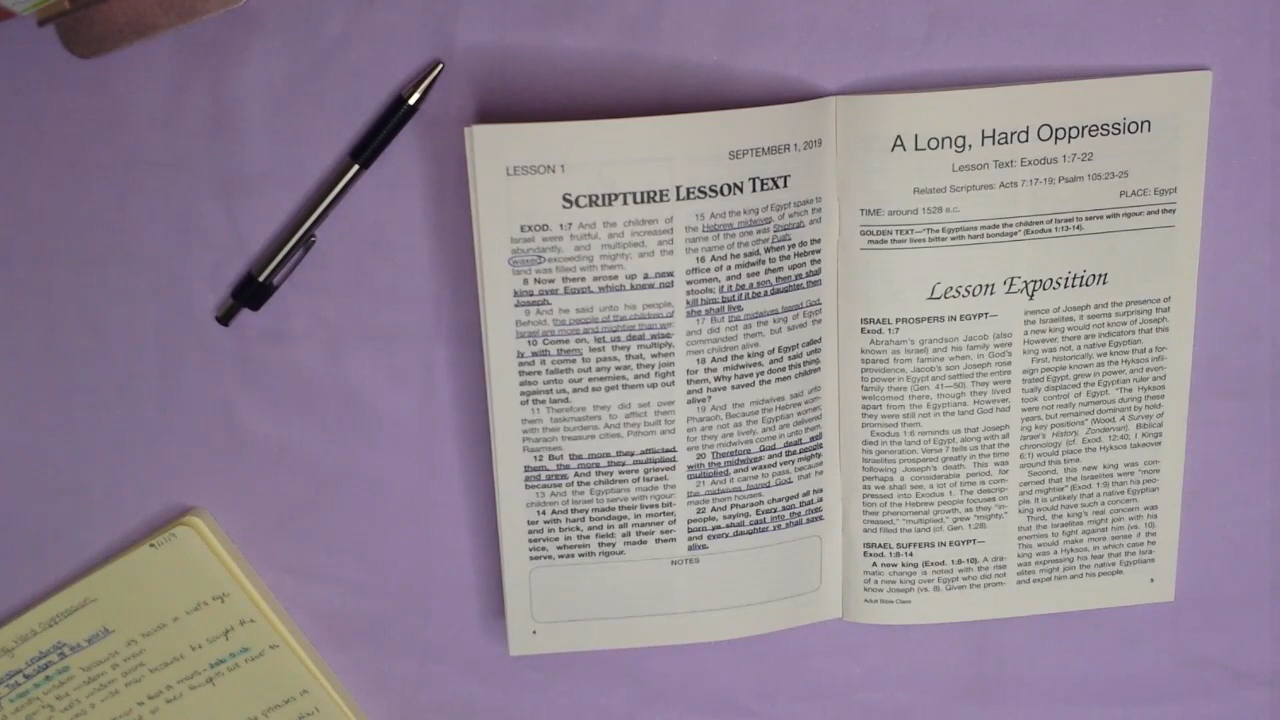 LESSON 1
SEPTEMBER 1, 2019
SCRIPTURE LESSON TEXT
EXOD. 1:7 And the children of
Israel were fruitful, and increased
abundantly, and multiplied, and
waxed exceeding mighty; and the
land was filled with them.
8 Now there arose up a new
king over Egypt, which knew not
Joseph.
9 And he said unto his people,
Behold, the people of the children of
Israel are more and mightier than we:
10 Come on, let us deal wise-
ly with them; lest they multiply,
and it come to pass, that, when
there falleth out any war, they join
also unto our enemies, and fight
against us, and so get them up out
of the land.
11 Therefore they did set over
them taskmasters to afflict them
with their burdens. And they built for
Pharaoh treasure cities, Pithom and
Raamses.
12 But the more they afflicted
them, the more they multiplied
and grew. And they were grieved
because of the children of Israel.
13 And the Egyptians made the
children of Israel to serve with rigour:
14 And they made their lives bit-
ter with hard bondage, in morter,
and in brick, and in all manner of
service in the field: all their ser-
vice, wherein they made them
serve, was with rigour.
15 And the king of Egypt spake to
the Hebrew midwives, of which the
name of the one was Shiphrah, and
the name of the other Puah:
16 And he said, When ye do the
office of a midwife to the Hebrew
women, and see them upon the
stools; if it be a son, then ye shall
kill him: but if it be a daughter, then
she shall live.
17 But the midwives feared God,
and did not as the king of Egypt
commanded them, but saved the
men children alive.
18 And the king of Egypt called
for the midwives, and said unto
them, Why have ye done this thing,
and have saved the men children
alive?
19 And the midwives said unto
Pharaoh, Because the Hebrew wom-
en are not as the Egyptian women;
for they are lively, and are delivered
ere the midwives come in unto them.
20 Therefore God dealt well
with the midwives: and the people
multiplied, and waxed very mighty.
21 And it came to pass, because
the midwives feared God, that he
made them houses.
22 And Pharaoh charged all his
people, saying, Every son that is
born ye shall cast into the river,
and every daughter ye shall save
alive.
NOTES
4
A Long, Hard Oppression
Lesson Text: Exodus 1:7-22
Related Scriptures: Acts 7:17-19; Psalm 105:23-25
TIME: around 1528 B.C.
PLACE: Egypt
GOLDEN TEXT—"The Egyptians made the children of Israel to serve with rigour: and they
made their lives bitter with hard bondage" (Exodus 1:13-14).
Lesson Exposition
ISRAEL PROSPERS IN EGYPT—
Exod. 1:7
Abraham's grandson Jacob (also
known as Israel) and his family were
spared from famine when, in God's
providence, Jacob's son Joseph rose
to power in Egypt and settled the entire
family there (Gen. 41—50). They were
welcomed there, though they lived
apart from the Egyptians. However,
they were still not in the land God had
promised them.
Exodus 1:6 reminds us that Joseph
died in the land of Egypt, along with all
his generation. Verse 7 tells us that the
Israelites prospered greatly in the time
following Joseph's death. This was
perhaps a considerable period, for
as we shall see, a lot of time is com-
pressed into Exodus 1. The descrip-
tion of the Hebrew people focuses on
their phenomenal growth, as they "in-
creased," "multiplied," grew "mighty,"
and filled the land (cf. Gen. 1:28).
ISRAEL SUFFERS IN EGYPT—
Exod. 1:8-14
A new king (Exod. 1:8-10). A dra-
matic change is noted with the rise
of a new king over Egypt who did not
know Joseph (vs. 8). Given the prom-
inence of Joseph and the presence of
the Israelites, it seems surprising that
a new king would not know of Joseph.
However, there are indicators that this
king was not, a native Egyptian.
First, historically, we know that a for-
eign people known as the Hyksos infil-
trated Egypt, grew in power, and even-
tually displaced the Egyptian ruler and
took control of Egypt. "The Hyksos
were not really numerous during these
years, but remained dominant by hold-
ing key positions" (Wood, A Survey of
Israel's History, Zondervan). Biblical
chronology (cf. Exod. 12:40; I Kings
6:1) would place the Hyksos takeover
around this time.
Second, this new king was con-
cerned that the Israelites were "more
and mightier" (Exod. 1:9) than his peo-
ple. It is unlikely that a native Egyptian
king would have such a concern.
Third, the king's real concern was
that the Israelites might join with his
enemies to fight against him (vs. 10).
This would make more sense if the
king was a Hyksos, in which case he
was expressing his fear that the Isra-
elites might join the native Egyptians
and expel him and his people.
Adult Bible Class
5
Hard Oppression
the wisdom of the world